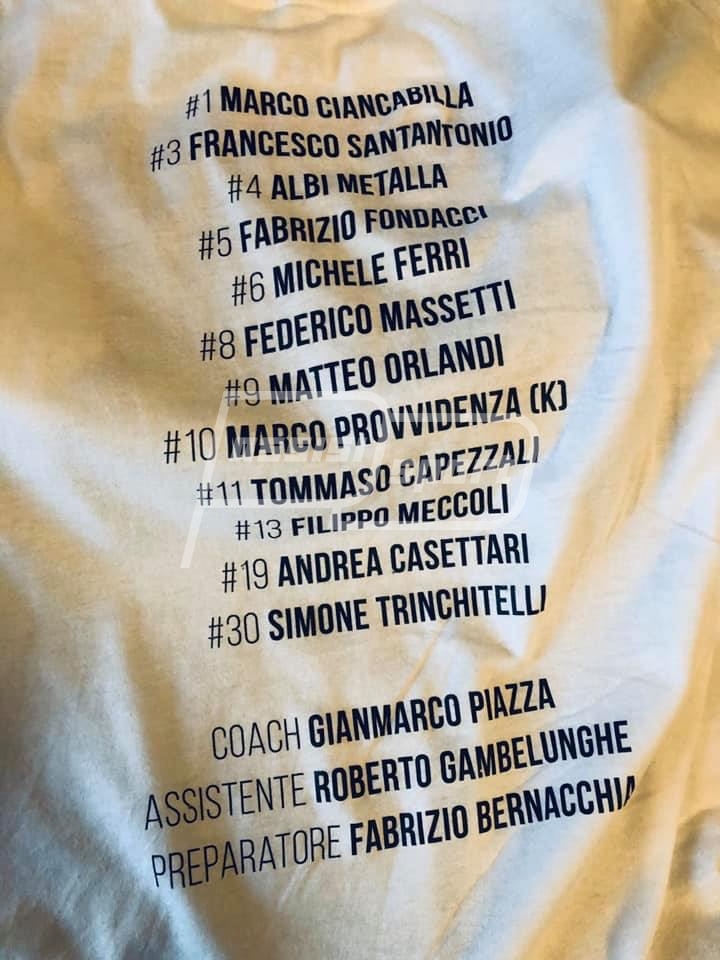 #1 MARCO CIANCABILLA
#3 FRANCESCO SANTANTONIO
#4 ALBI METALLA
#5 FABRIZIO FONDACCI
#6 MICHELE FERRI
#8 FEDERICO MASSETTI
#9 MATTEO ORLANDI
#10 MARCO PROVVIDENZA (K)
#11 TOMMASO CAPEZZALI
#13 FILIPPO MECCOLI
#19 ANDREA CASETTARI
#30 SIMONE TRINCHITELLI
COACH GIANMARCO PIAZZA
ASSISTENTE ROBERTO GAMBELUNGHE
PREPARATORE FABRIZIO BERNACCHIA